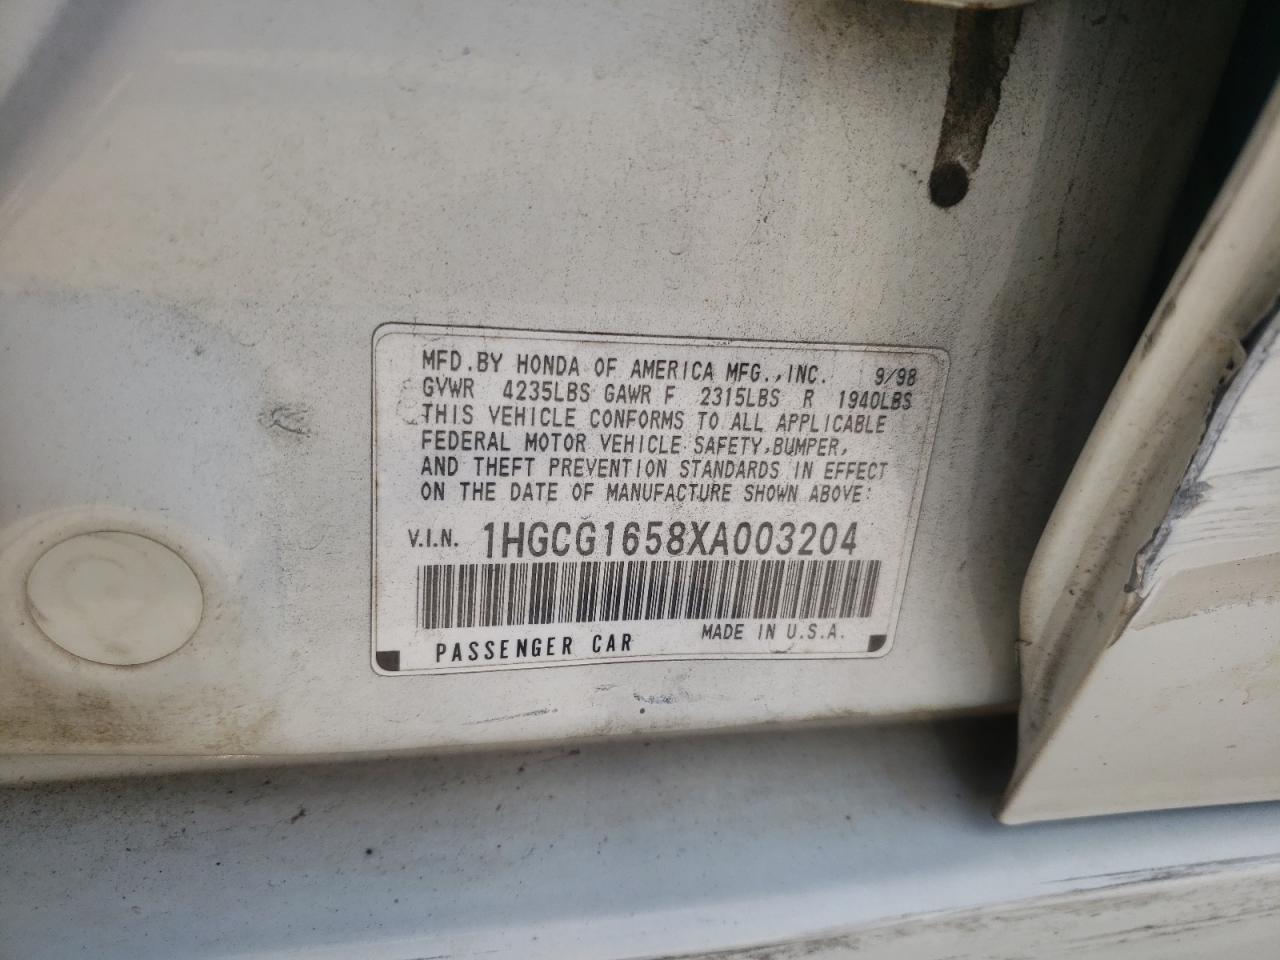 MFD.BY HONDA OF AMERICA MFG.,INC. 9/98
GVWR 4235LBS GAWR F 2315LBS R 1940LBS
THIS VEHICLE CONFORMS TO ALL APPLICABLE
FEDERAL MOTOR VEHICLE SAFETY,BUMPER,
AND THEFT PREVENTION STANDARDS IN EFFECT
ON THE DATE OF MANUFACTURE SHOWN ABOVE:
V.I.N. 1HGCG1658XA003204
PASSENGER CAR MADE IN U.S.A.